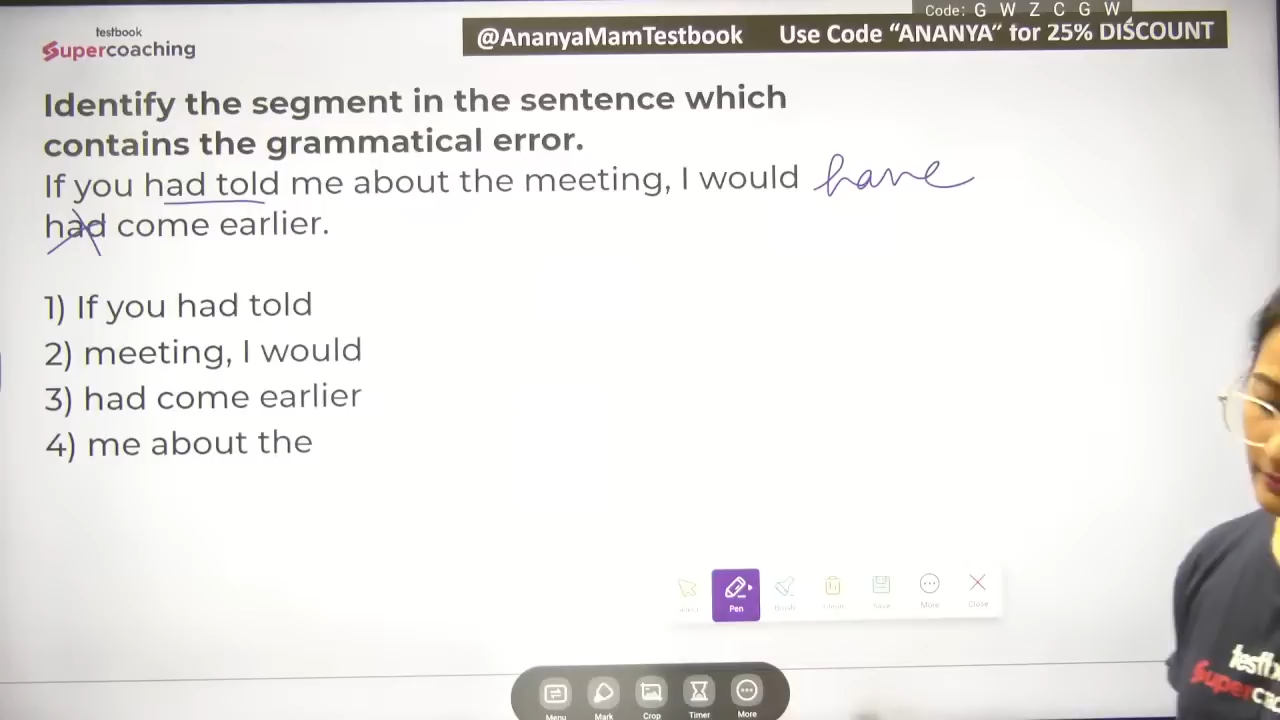 Code: G W Z C G W
testbook
Supercoaching
@AnanyaMamTestbook Use Code “ANANYA” for 25% DISCOUNT
Identify the segment in the sentence which
contains the grammatical error.
If you had told me about the meeting, I would have
had come earlier.
1) If you had told
2) meeting, I would
3) had come earlier
4) me about the
Pen
More
Close
Menu Mark Crop Timer More